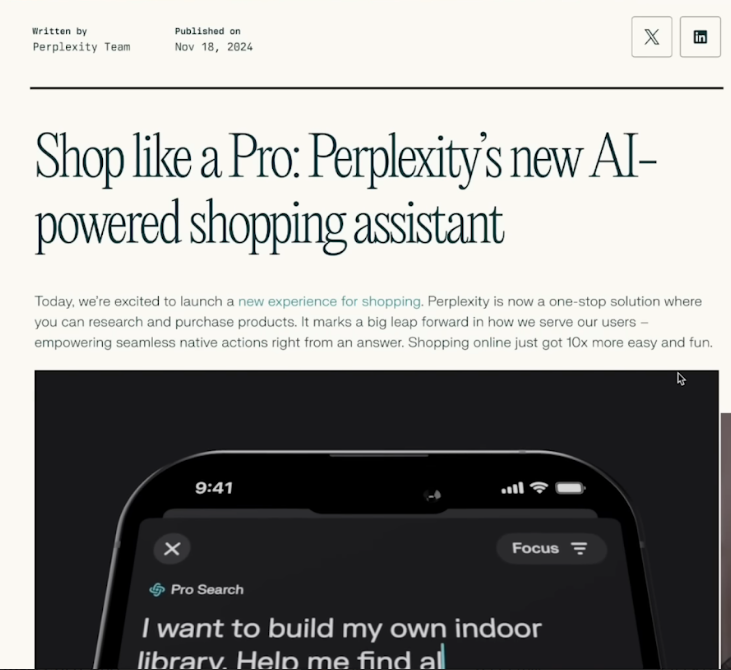 Written by
Perplexity Team
Published on
Nov 18, 2024
Shop like a Pro: Perplexity’s new AI-
powered shopping assistant
Today, we're excited to launch a new experience for shopping. Perplexity is now a one-stop solution where
you can research and purchase products. It marks a big leap forward in how we serve our users –
empowering seamless native actions right from an answer. Shopping online just got 10x more easy and fun.
9:41
Focus
Pro Search
I want to build my own indoor
library. Help me find al